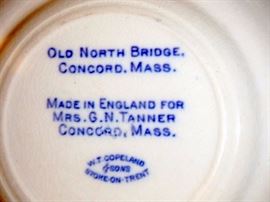 OLD NORTH BRIDGE.
CONCORD. MASS.
MADE IN ENGLAND FOR
MRS. G. N. TANNER
CONCORD, MASS.
W.T. COPELAND
& SONS
STOKE-ON-TRENT